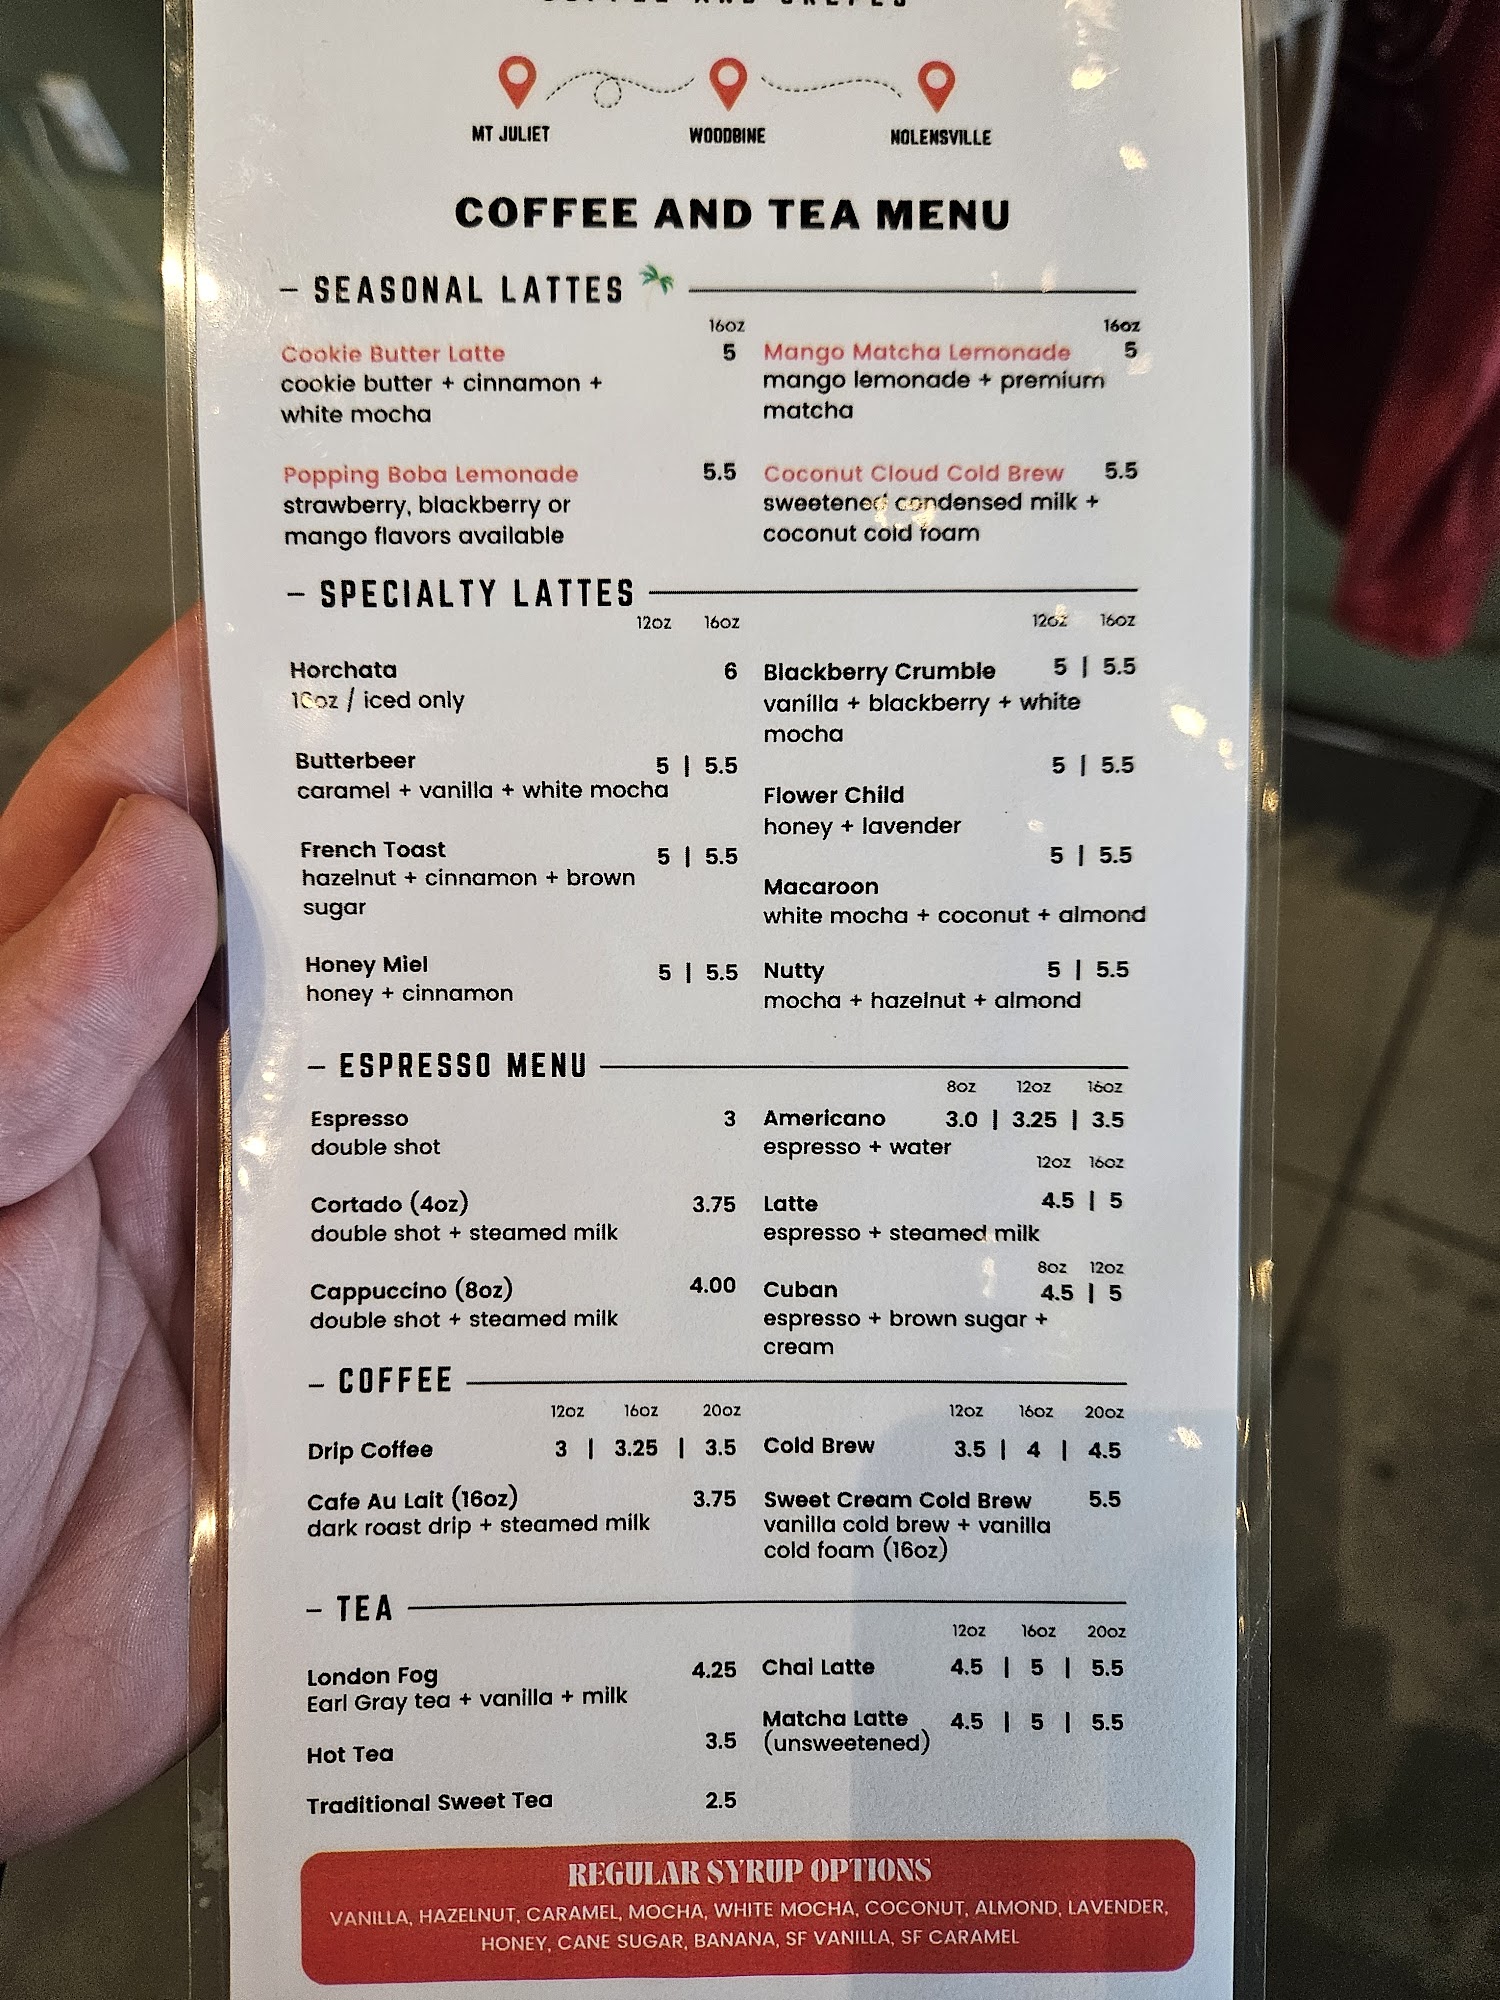 COFFEE AND CREPES
MT JULIET WOODBINE NOLENSVILLE
COFFEE AND TEA MENU
– SEASONAL LATTES
16oz
Cookie Butter Latte 5
cookie butter + cinnamon +
white mocha
Popping Boba Lemonade 5.5
strawberry, blackberry or
mango flavors available
16oz
Mango Matcha Lemonade 5
mango lemonade + premium
matcha
Coconut Cloud Cold Brew 5.5
sweetened condensed milk +
coconut cold foam
– SPECIALTY LATTES
12oz 16oz
Horchata 6
16oz / iced only
Butterbeer 5 | 5.5
caramel + vanilla + white mocha
French Toast 5 | 5.5
hazelnut + cinnamon + brown
sugar
Honey Miel 5 | 5.5
honey + cinnamon
12oz 16oz
Blackberry Crumble 5 | 5.5
vanilla + blackberry + white
mocha
5 | 5.5
Flower Child
honey + lavender
5 | 5.5
Macaroon
white mocha + coconut + almond
Nutty 5 | 5.5
mocha + hazelnut + almond
– ESPRESSO MENU
Espresso 3
double shot
Cortado (4oz) 3.75
double shot + steamed milk
Cappuccino (8oz) 4.00
double shot + steamed milk
8oz 12oz 16oz
Americano 3.0 | 3.25 | 3.5
espresso + water
12oz 16oz
Latte 4.5 | 5
espresso + steamed milk
8oz 12oz
Cuban 4.5 | 5
espresso + brown sugar +
cream
– COFFEE
12oz 16oz 20oz
Drip Coffee 3 | 3.25 | 3.5
Cafe Au Lait (16oz) 3.75
dark roast drip + steamed milk
12oz 16oz 20oz
Cold Brew 3.5 | 4 | 4.5
Sweet Cream Cold Brew 5.5
vanilla cold brew + vanilla
cold foam (16oz)
– TEA
London Fog 4.25
Earl Gray tea + vanilla + milk
Hot Tea 3.5
Traditional Sweet Tea 2.5
12oz 16oz 20oz
Chai Latte 4.5 | 5 | 5.5
Matcha Latte 4.5 | 5 | 5.5
(unsweetened)
REGULAR SYRUP OPTIONS
VANILLA, HAZELNUT, CARAMEL, MOCHA, WHITE MOCHA, COCONUT, ALMOND, LAVENDER,
HONEY, CANE SUGAR, BANANA, SF VANILLA, SF CARAMEL